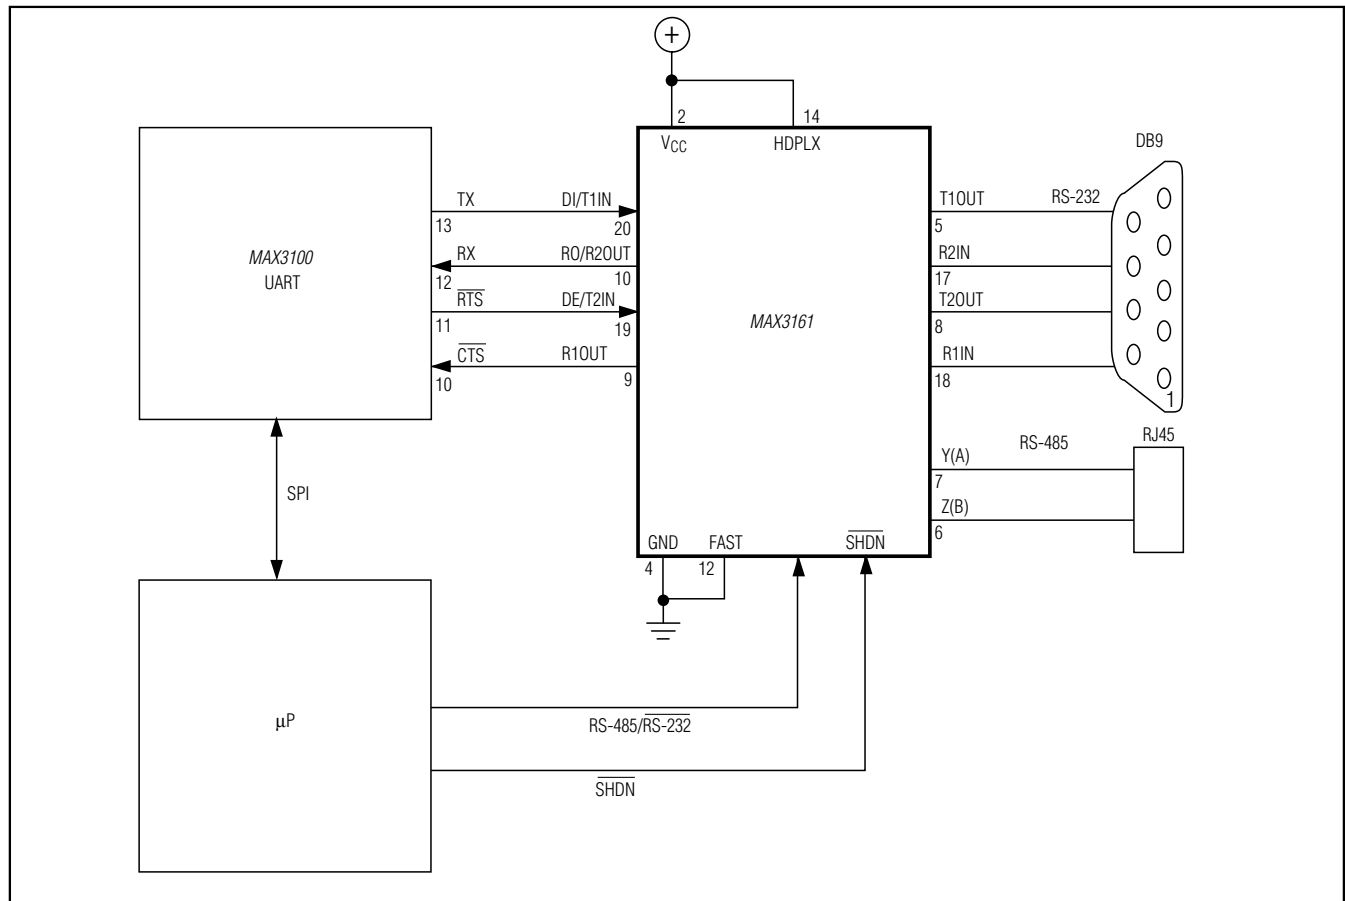 +
2 14
VCC HDPLX
DB9
TX DI/T1IN
13 20
RX RO/R2OUT
12 10
RTS DE/T2IN
11 19
CTS R1OUT
10 9
MAX3100
UART
MAX3161
T1OUT RS-232
5
R2IN
17
T2OUT
8
R1IN
18
1
RS-485 RJ45
Y(A)
7
Z(B)
6
GND FAST SHDN
4 12
SPI
μP
RS-485/RS-232
SHDN